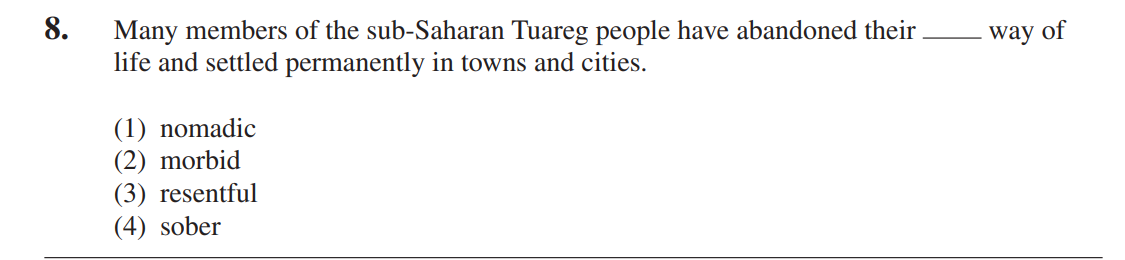 8. Many members of the sub-Saharan Tuareg people have abandoned their _____ way of
life and settled permanently in towns and cities.
(1) nomadic
(2) morbid
(3) resentful
(4) sober